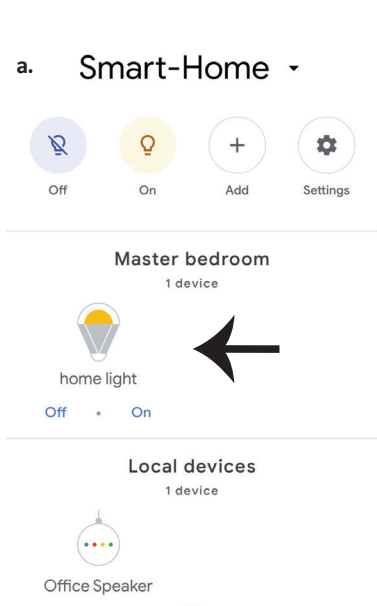 a. Smart-Home
Off On Add Settings
Master bedroom
1 device
home light
Off • On
Local devices
1 device
Office Speaker